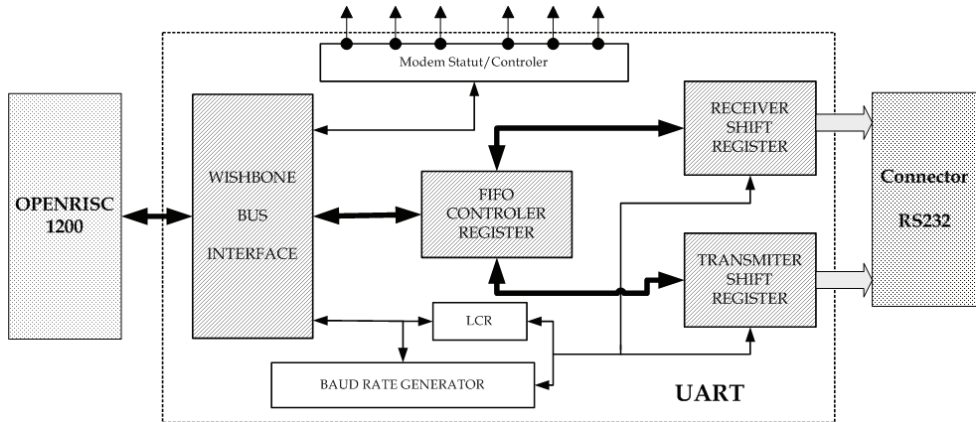 Modem Statut/Controler
OPENRISC
1200
WISHBONE
BUS
INTERFACE
FIFO
CONTROLER
REGISTER
RECEIVER
SHIFT
REGISTER
TRANSMITER
SHIFT
REGISTER
Connector
RS232
LCR
BAUD RATE GENERATOR
UART